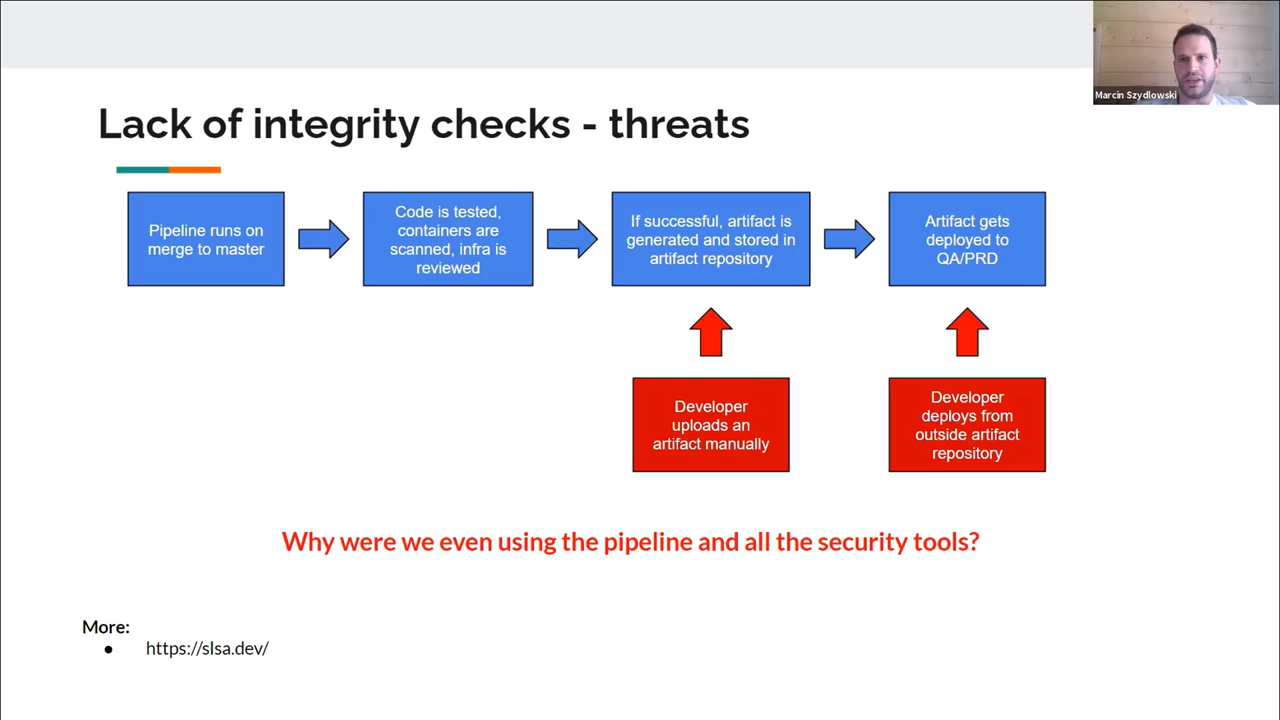 Marcin Szydlowski
Lack of integrity checks - threats
Pipeline runs on
merge to master
Code is tested,
containers are
scanned, infra is
reviewed
If successful, artifact is
generated and stored in
artifact repository
Artifact gets
deployed to
QA/PRD
Developer
uploads an
artifact manually
Developer
deploys from
outside artifact
repository
Why were we even using the pipeline and all the security tools?
More:
● https://slsa.dev/